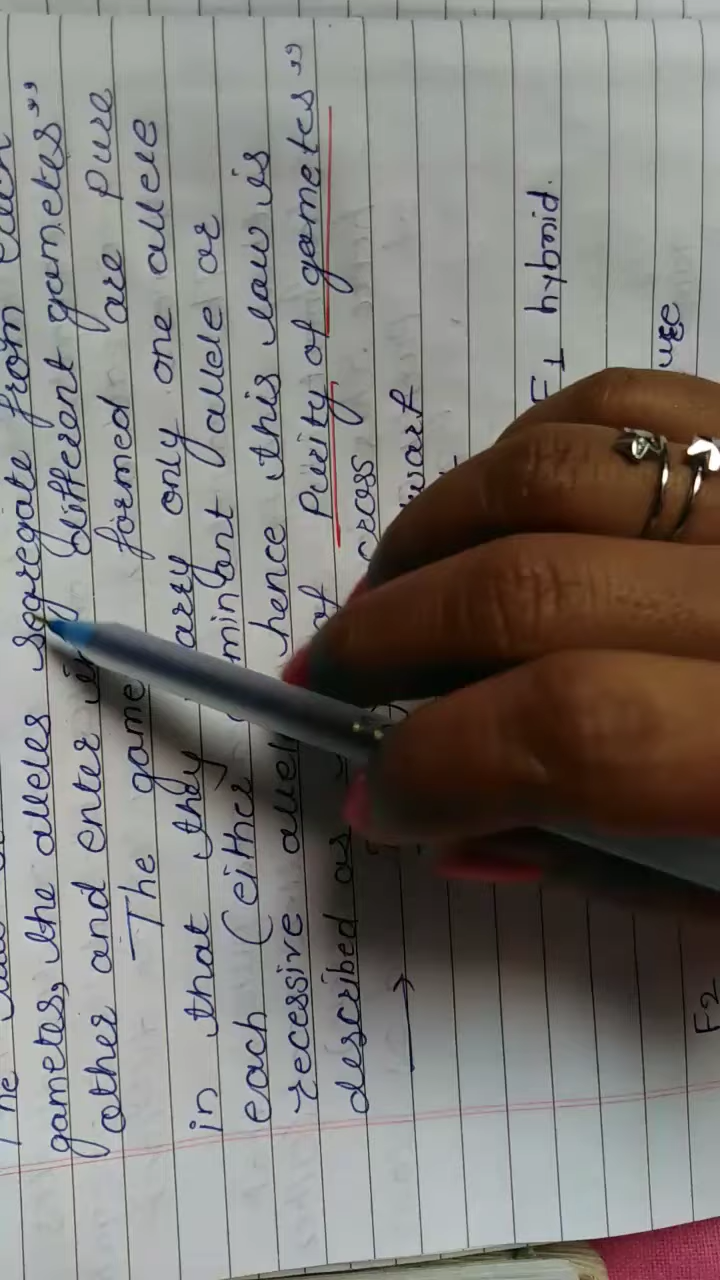 gametes, the alleles segregate from each
other and enter in different gametes"
The game formed are pure
in that they carry only one allele
each (either dominant allele or
recessive allel hence this law is
described as of Purity of gametes"
cross
warf
F1 hybrid.
F2